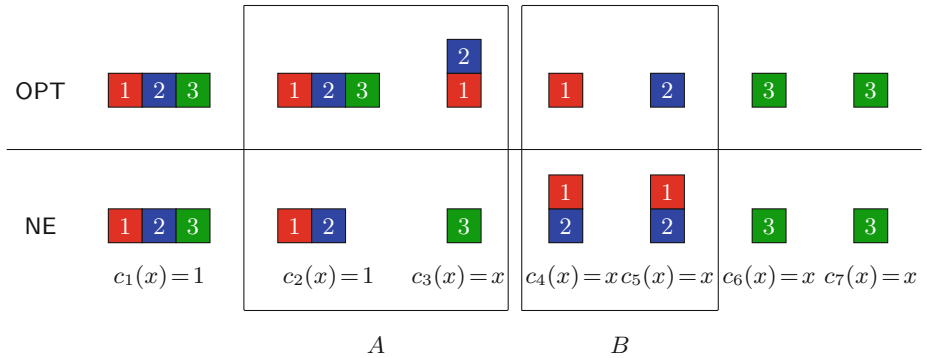 2
OPT 1 2 3 1 2 3 1 1 2 3 3
1 1
NE 1 2 3 1 2 3 2 2 3 3
c₁(x)=1 c₂(x)=1 c₃(x)=x c₄(x)=x c₅(x)=x c₆(x)=x c₇(x)=x
A B